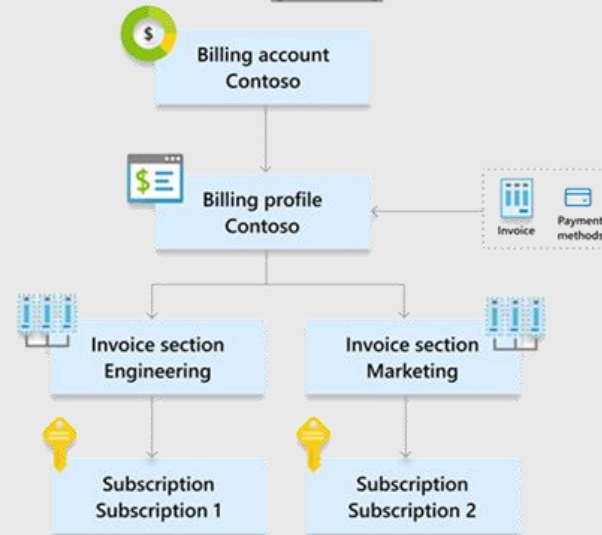 $
Billing account
Contoso
$
Billing profile
Contoso
Invoice
Payment
methods
Invoice section
Engineering
Invoice section
Marketing
Subscription
Subscription 1
Subscription
Subscription 2